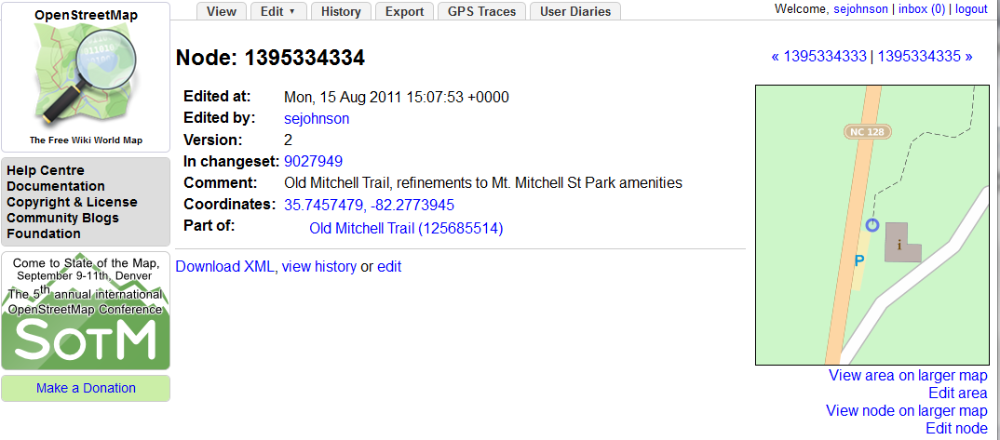 OpenStreetMap
The Free Wiki World Map
Help Centre
Documentation
Copyright & License
Community Blogs
Foundation
Come to State of the Map,
September 9-11th, Denver
The 5th annual international
OpenStreetMap Conference
SOTM
Make a Donation
View Edit ▼ History Export GPS Traces User Diaries
Welcome, sejohnson | inbox (0) | logout
Node: 1395334334
« 1395334333 | 1395334335 »
Edited at: Mon, 15 Aug 2011 15:07:53 +0000
Edited by: sejohnson
Version: 2
In changeset: 9027949
Comment: Old Mitchell Trail, refinements to Mt. Mitchell St Park amenities
Coordinates: 35.7457479, -82.2773945
Part of: Old Mitchell Trail (125685514)
Download XML, view history or edit
NC 128
i
P
View area on larger map
Edit area
View node on larger map
Edit node